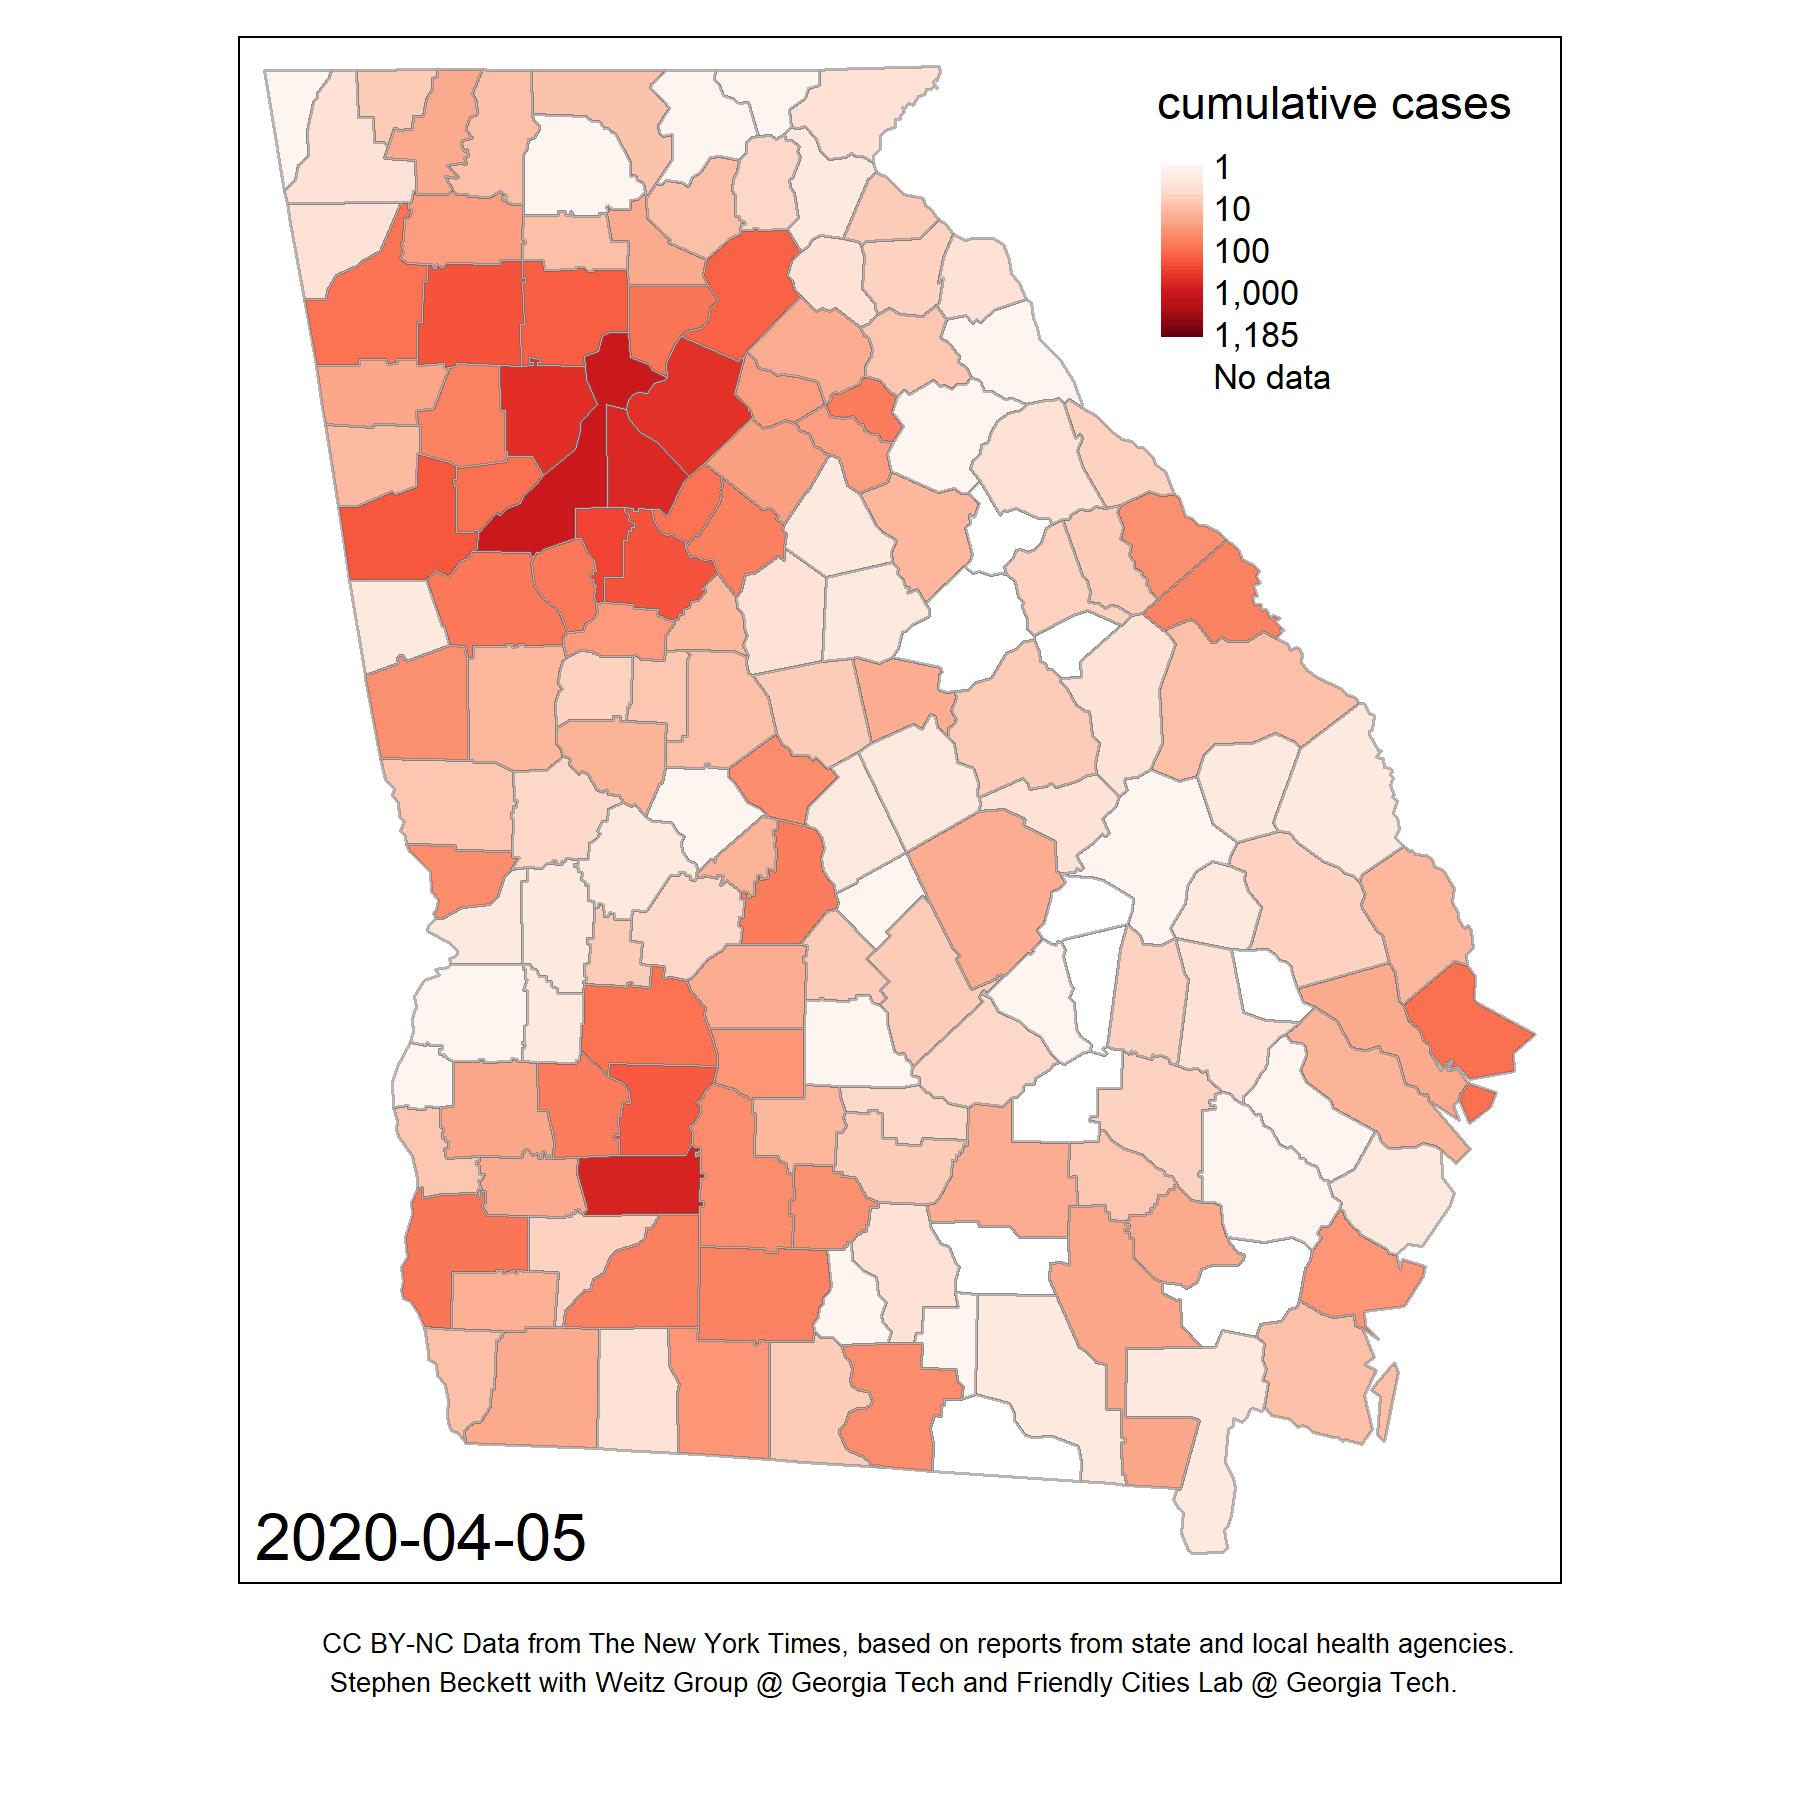 cumulative cases
1
10
100
1,000
1,185
No data
2020-04-05
CC BY-NC Data from The New York Times, based on reports from state and local health agencies.
Stephen Beckett with Weitz Group @ Georgia Tech and Friendly Cities Lab @ Georgia Tech.